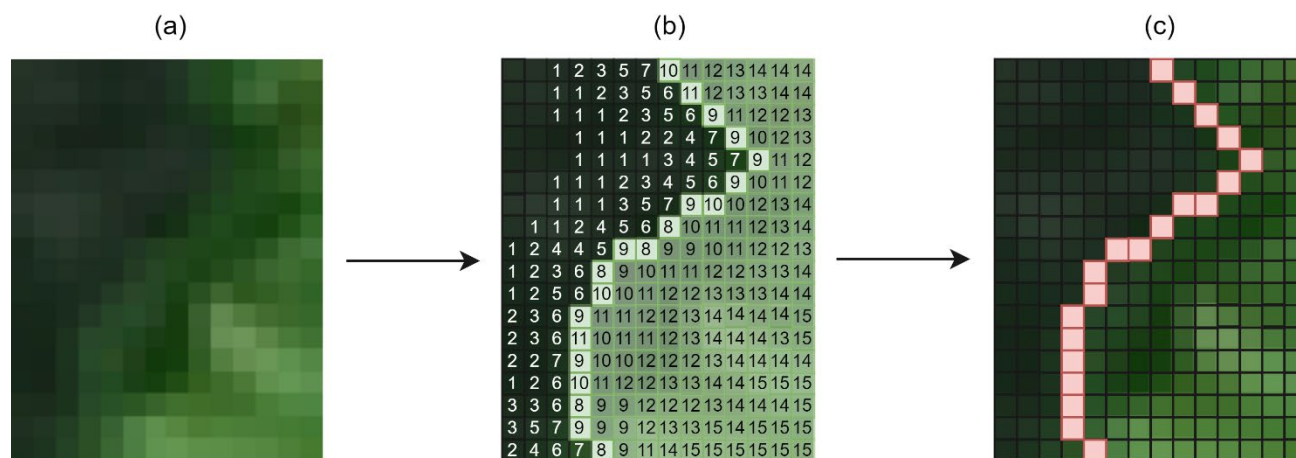 (a) (b) (c)
1 2 3 5 7 10 11 12 13 14 14 14
1 1 2 3 5 6 11 12 13 13 14 14
1 1 1 2 3 5 6 9 11 12 12 13
1 1 1 2 2 4 7 9 10 12 13
1 1 1 1 3 4 5 7 9 11 12
1 1 1 2 3 4 5 6 9 10 11 12
1 1 1 3 5 7 9 10 10 12 13 14
1 1 2 4 5 6 8 10 11 11 12 13 14
1 2 4 4 5 9 8 9 9 10 11 12 12 13
1 2 3 6 8 9 10 11 11 12 12 13 13 14
1 2 5 6 10 10 11 12 12 13 13 13 14 14
2 3 6 9 11 11 12 12 13 14 14 14 14 15
2 3 6 11 10 11 11 12 13 14 14 14 13 15
2 2 7 9 10 10 12 12 13 14 14 14 14 15
1 2 6 10 11 12 12 13 13 14 14 15 15 15
3 3 6 8 9 9 12 12 12 13 14 14 14 15
3 5 7 9 9 9 12 12 13 13 14 15 15 15
2 4 6 7 8 9 11 14 15 14 15 15 15 15